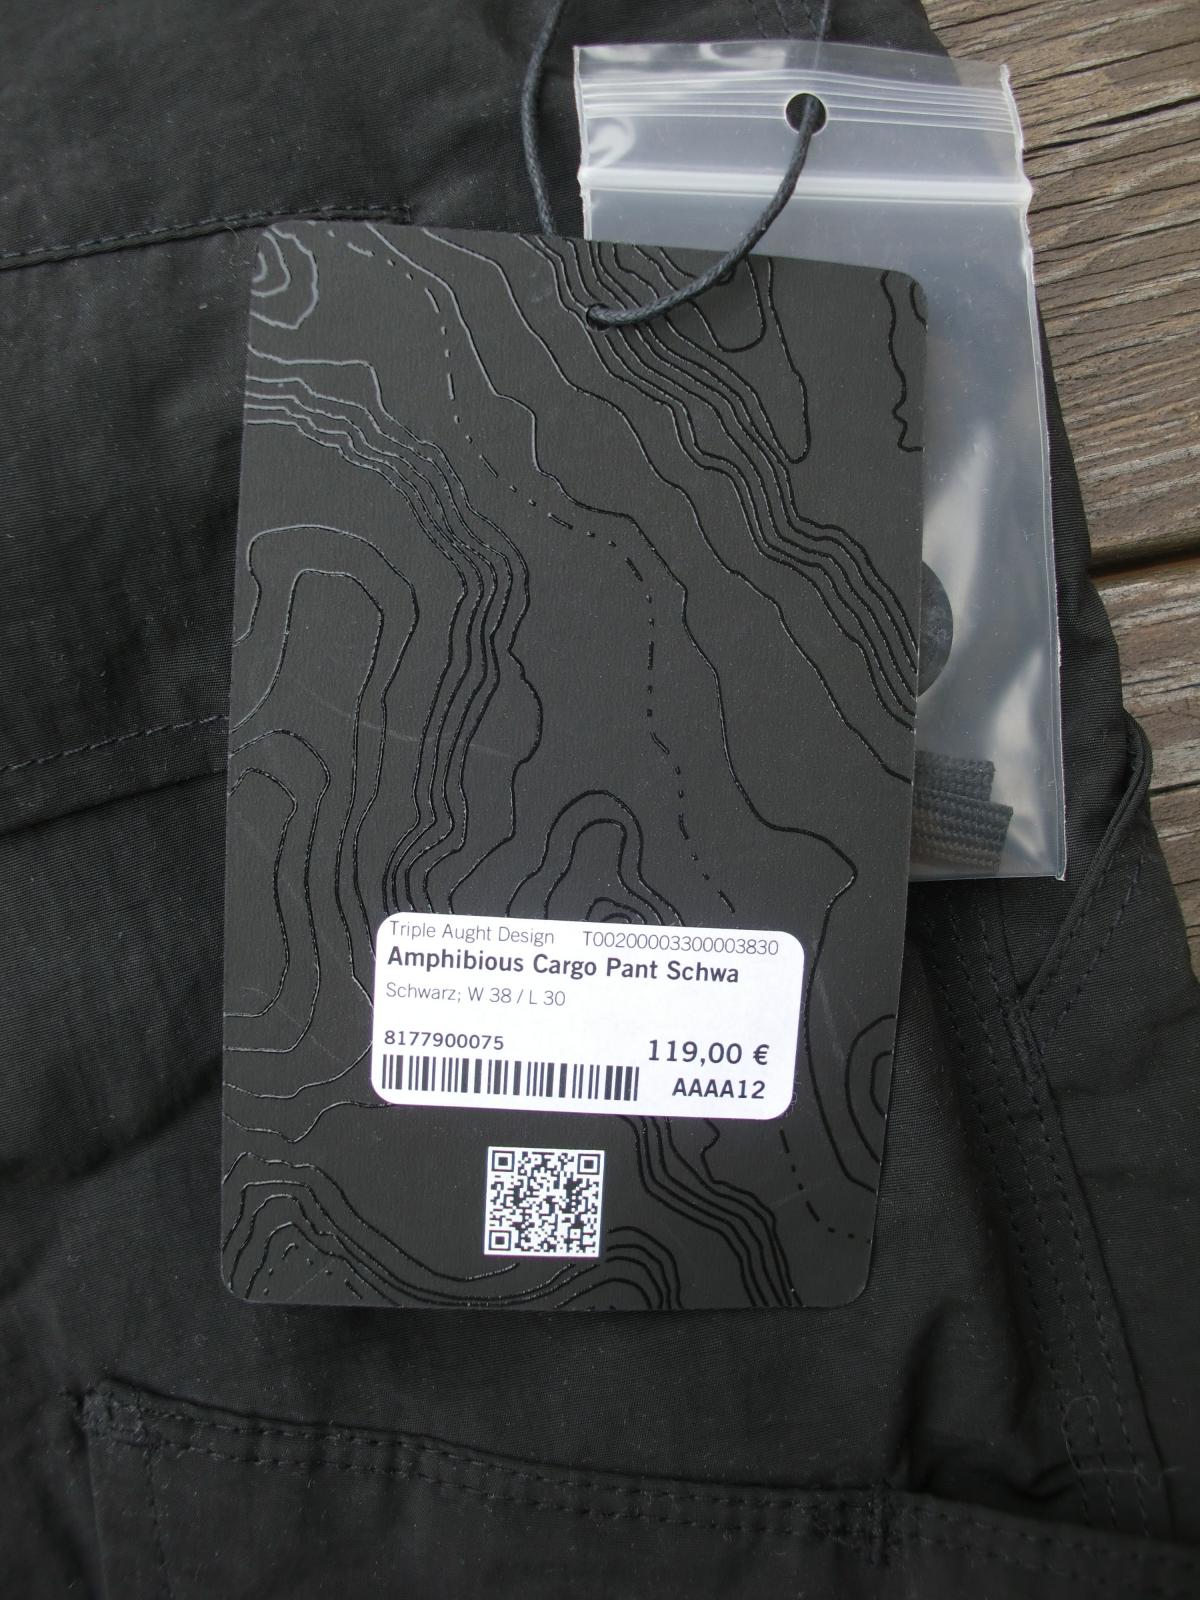 Triple Aught Design T00200003300003830
Amphibious Cargo Pant Schwa
Schwarz; W 38 / L 30
8177900075
119,00 €
AAAA12